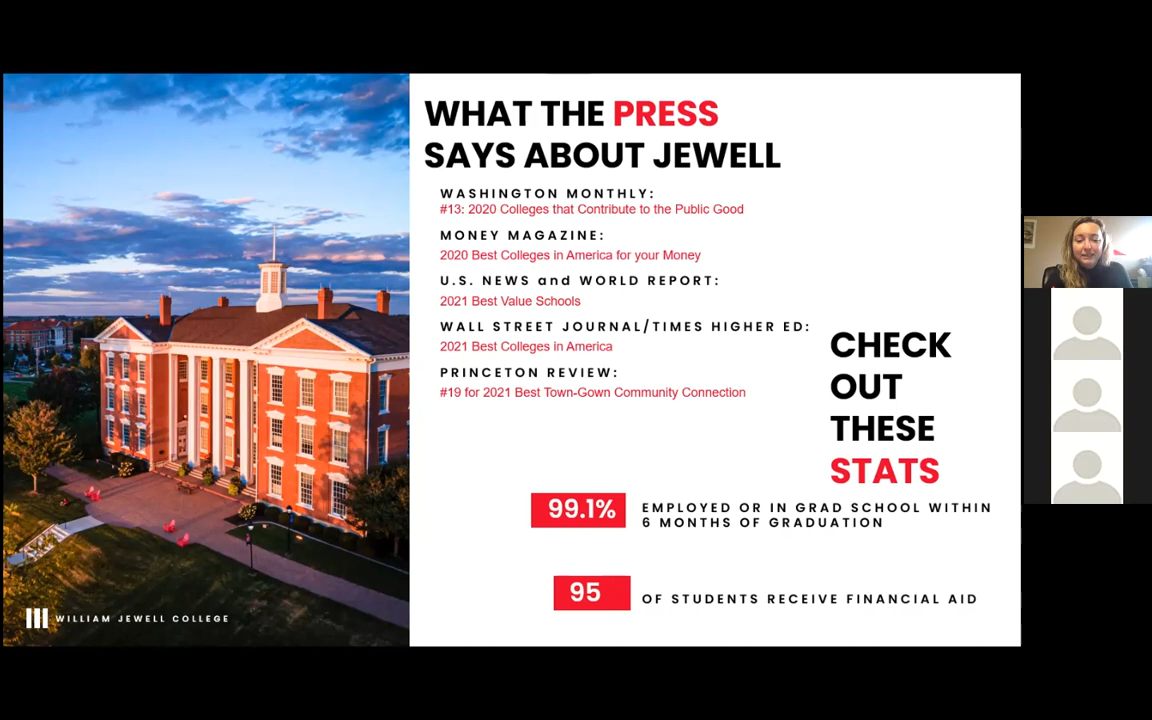 WHAT THE PRESS
SAYS ABOUT JEWELL
WASHINGTON MONTHLY:
#13: 2020 Colleges that Contribute to the Public Good
MONEY MAGAZINE:
2020 Best Colleges in America for your Money
U.S. NEWS and WORLD REPORT:
2021 Best Value Schools
WALL STREET JOURNAL/TIMES HIGHER ED:
2021 Best Colleges in America
PRINCETON REVIEW:
#19 for 2021 Best Town-Gown Community Connection
CHECK
OUT
THESE
STATS
99.1%
EMPLOYED OR IN GRAD SCHOOL WITHIN
6 MONTHS OF GRADUATION
95
OF STUDENTS RECEIVE FINANCIAL AID
WILLIAM JEWELL COLLEGE